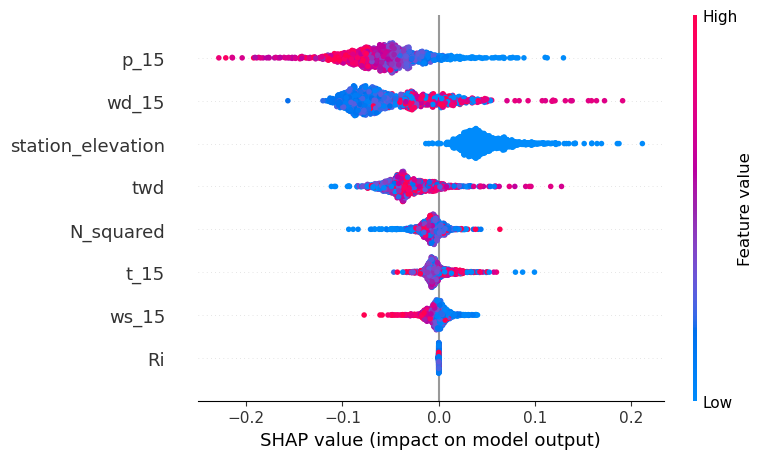 High
p_15
wd_15
station_elevation
twd
N_squared
t_15
ws_15
Ri
Feature value
Low
−0.2 −0.1 0.0 0.1 0.2
SHAP value (impact on model output)